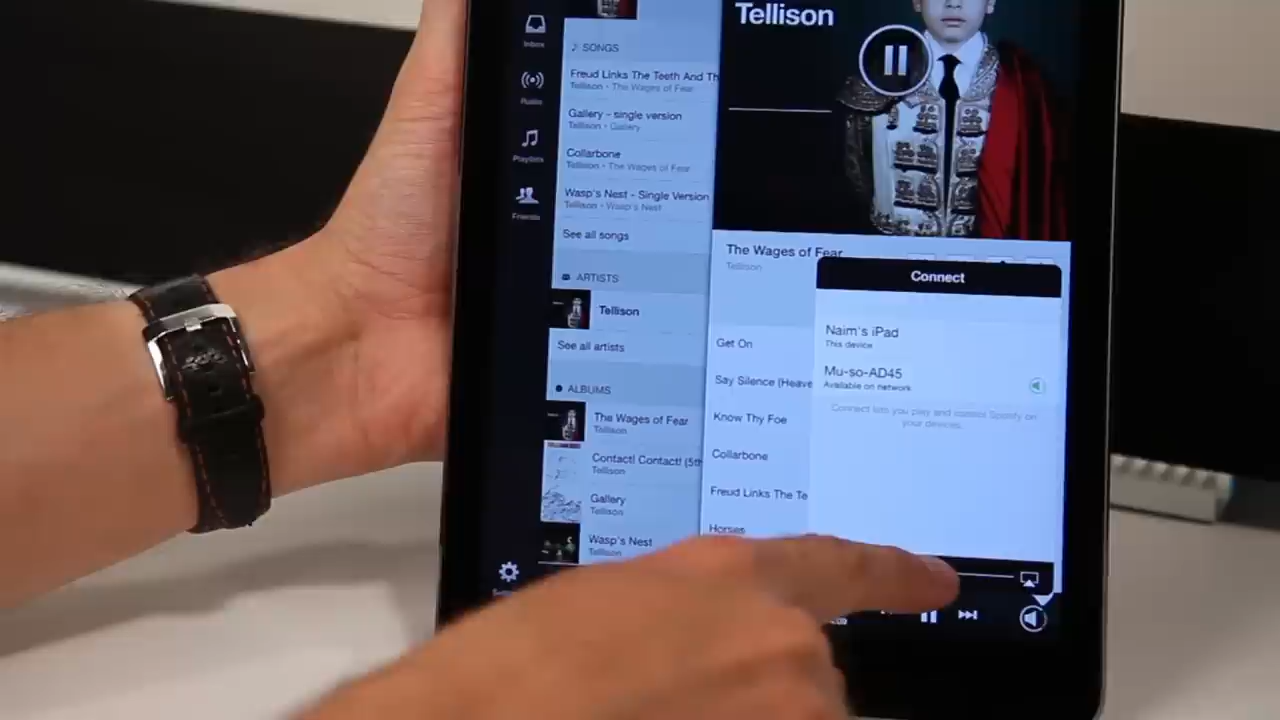 Inbox
Radio
Playlists
Friends
SONGS
Freud Links The Teeth And Th
Tellison • The Wages of Fear
Gallery - single version
Tellison • Gallery
Collarbone
Tellison • The Wages of Fear
Wasp's Nest - Single Version
Tellison • Wasp's Nest
See all songs
ARTISTS
Tellison
See all artists
ALBUMS
The Wages of Fear
Tellison
Contact! Contact! (5th
Tellison
Gallery
Tellison
Wasp's Nest
Tellison
Tellison
The Wages of Fear
Tellison
Get On
Say Silence (Heave
Know Thy Foe
Collarbone
Freud Links The Te
Horses
Connect
Naim's iPad
This device
Mu-so-AD45
Available on network
Connect lets you play and control Spotify on
your devices.